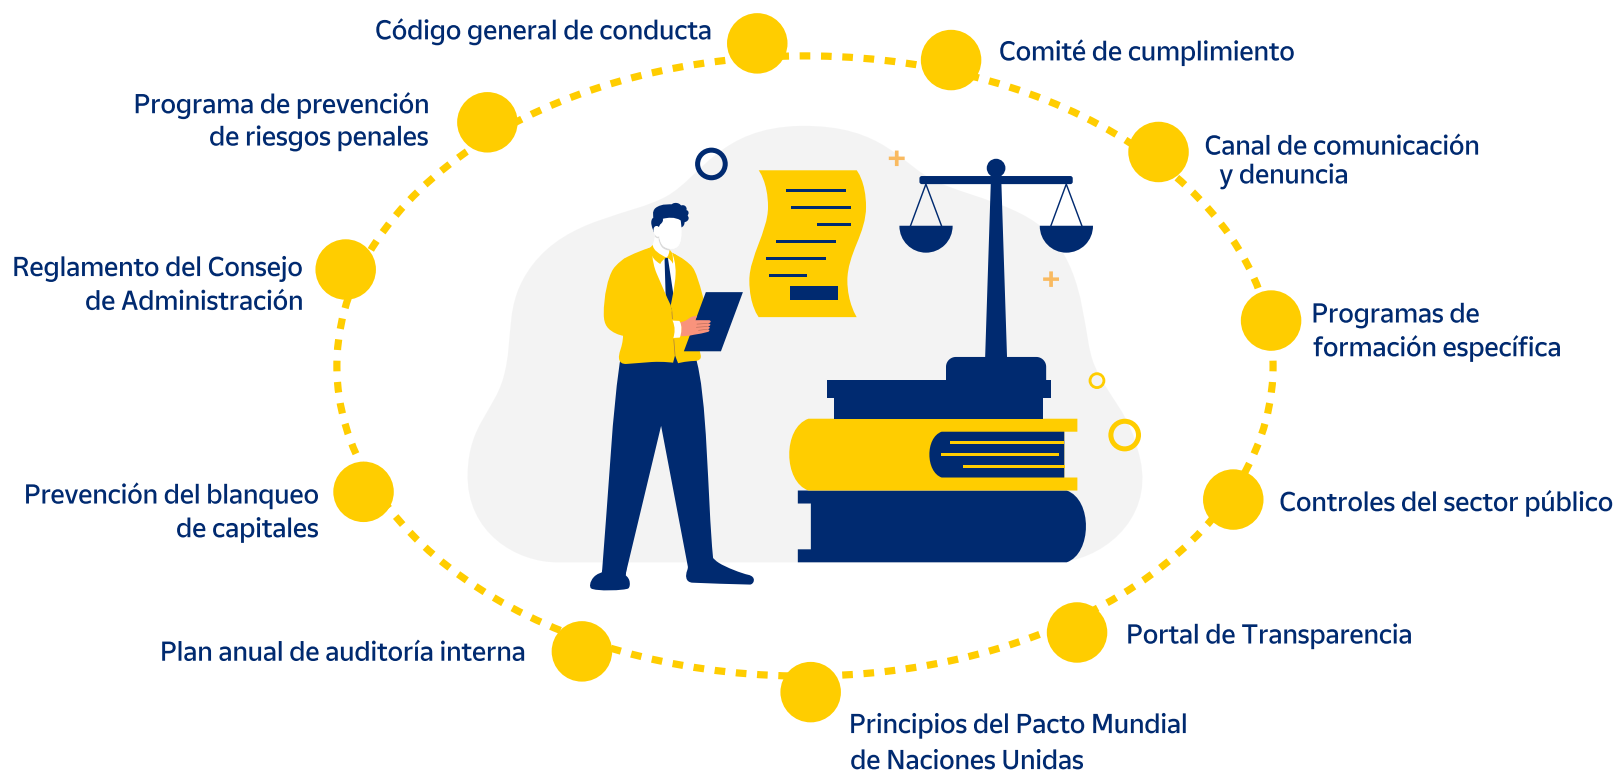 Código general de conducta
Comité de cumplimiento
Programa de prevención
de riesgos penales
Canal de comunicación
y denuncia
Reglamento del Consejo
de Administración
Programas de
formación específica
Prevención del blanqueo
de capitales
Controles del sector público
Plan anual de auditoría interna
Portal de Transparencia
Principios del Pacto Mundial
de Naciones Unidas